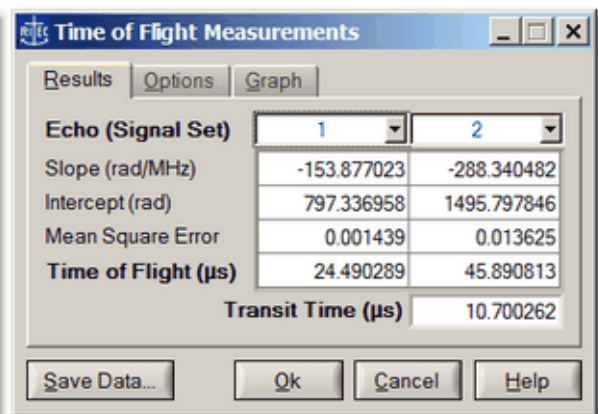 RITEC Time of Flight Measurements
Results Options Graph
Echo (Signal Set) 1 2
Slope (rad/MHz) -153.877023 -288.340482
Intercept (rad) 797.336958 1495.797846
Mean Square Error 0.001439 0.013625
Time of Flight (µs) 24.490289 45.890813
Transit Time (µs) 10.700262
Save Data... Ok Cancel Help